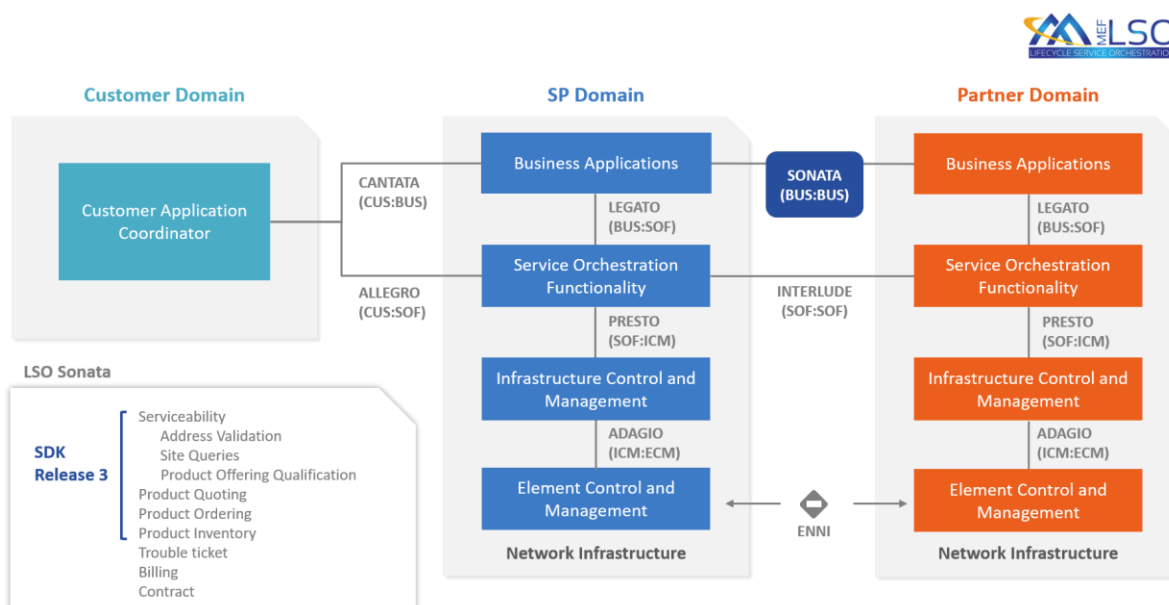 MEF LSO
LIFECYCLE SERVICE ORCHESTRATION
Customer Domain
SP Domain
Partner Domain
Customer Application
Coordinator
CANTATA
(CUS:BUS)
ALLEGRO
(CUS:SOF)
Business Applications
LEGATO
(BUS:SOF)
Service Orchestration
Functionality
PRESTO
(SOF:ICM)
Infrastructure Control and
Management
ADAGIO
(ICM:ECM)
Element Control and
Management
Network Infrastructure
SONATA
(BUS:BUS)
INTERLUDE
(SOF:SOF)
ENNI
Business Applications
LEGATO
(BUS:SOF)
Service Orchestration
Functionality
PRESTO
(SOF:ICM)
Infrastructure Control and
Management
ADAGIO
(ICM:ECM)
Element Control and
Management
Network Infrastructure
LSO Sonata
SDK
Release 3
Serviceability
Address Validation
Site Queries
Product Offering Qualification
Product Quoting
Product Ordering
Product Inventory
Trouble ticket
Billing
Contract